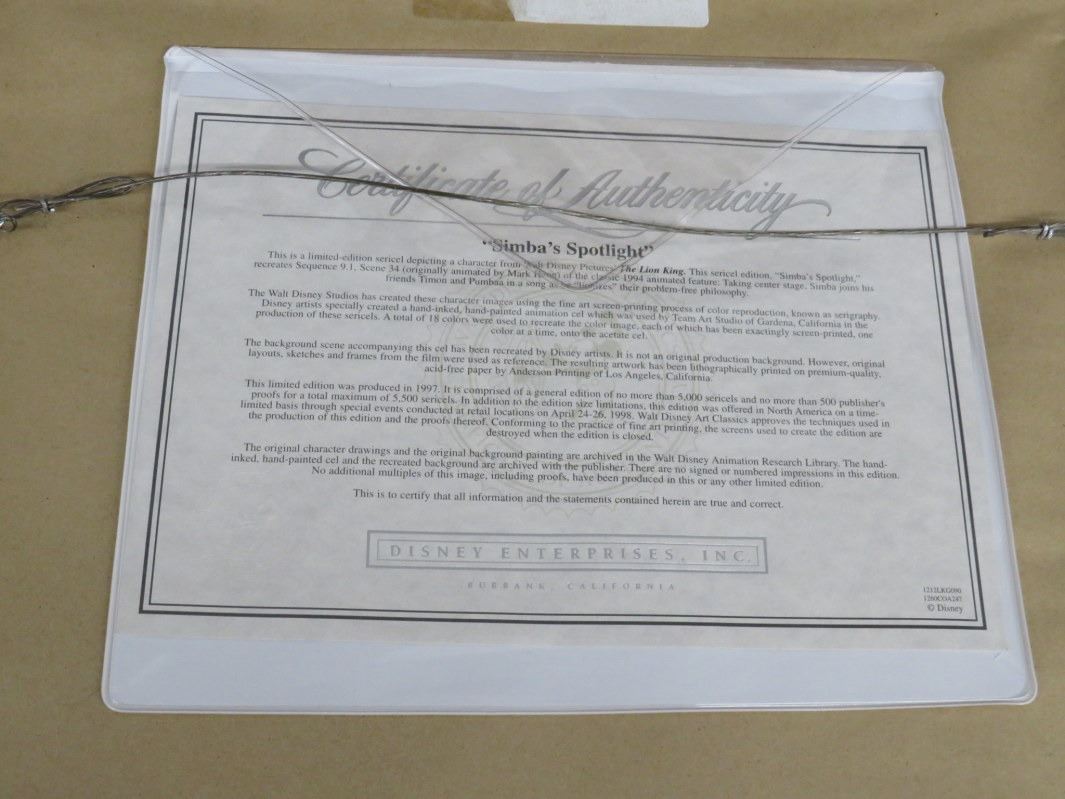 Certificate of Authenticity
"Simba's Spotlight"
This is a limited-edition sericel depicting a character from Walt Disney Pictures' The Lion King. This sericel edition, "Simba's Spotlight,"
recreates Sequence 9.1, Scene 34 (originally animated by Mark Henn) of the classic 1994 animated feature: Taking center stage, Simba joins his
friends Timon and Pumbaa in a song as he "lionizes" their problem-free philosophy.
The Walt Disney Studios has created these character images using the fine art screen-printing process of color reproduction, known as serigraphy.
Disney artists specially created a hand-inked, hand-painted animation cel which was used by Team Art Studio of Gardena, California in the
production of these sericels. A total of 18 colors were used to recreate the color image, each of which has been exactingly screen-printed, one
color at a time, onto the acetate cel.
The background scene accompanying this cel has been recreated by Disney artists. It is not an original production background. However, original
layouts, sketches and frames from the film were used as reference. The resulting artwork has been lithographically printed on premium-quality,
acid-free paper by Anderson Printing of Los Angeles, California.
This limited edition was produced in 1997. It is comprised of a general edition of no more than 5,000 sericels and no more than 500 publisher's
proofs for a total maximum of 5,500 sericels. In addition to the edition size limitations, this edition was offered in North America on a time-
limited basis through special events conducted at retail locations on April 24-26, 1998. Walt Disney Art Classics approves the techniques used in
the production of this edition and the proofs thereof. Conforming to the practice of fine art printing, the screens used to create the edition are
destroyed when the edition is closed.
The original character drawings and the original background painting are archived in the Walt Disney Animation Research Library. The hand-
inked, hand-painted cel and the recreated background are archived with the publisher. There are no signed or numbered impressions in this edition.
No additional multiples of this image, including proofs, have been produced in this or any other limited edition.
This is to certify that all information and the statements contained herein are true and correct.
DISNEY ENTERPRISES, INC.
BURBANK, CALIFORNIA
1212LKG090
1260COA247
© Disney